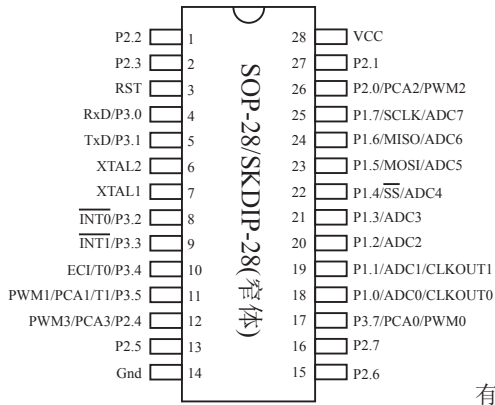 P2.2 1
P2.3 2
RST 3
RxD/P3.0 4
TxD/P3.1 5
XTAL2 6
XTAL1 7
INT0/P3.2 8
INT1/P3.3 9
ECI/T0/P3.4 10
PWM1/PCA1/T1/P3.5 11
PWM3/PCA3/P2.4 12
P2.5 13
Gnd 14
SOP-28/SKDIP-28(窄体)
28 VCC
27 P2.1
26 P2.0/PCA2/PWM2
25 P1.7/SCLK/ADC7
24 P1.6/MISO/ADC6
23 P1.5/MOSI/ADC5
22 P1.4/SS/ADC4
21 P1.3/ADC3
20 P1.2/ADC2
19 P1.1/ADC1/CLKOUT1
18 P1.0/ADC0/CLKOUT0
17 P3.7/PCA0/PWM0
16 P2.7
15 P2.6
有